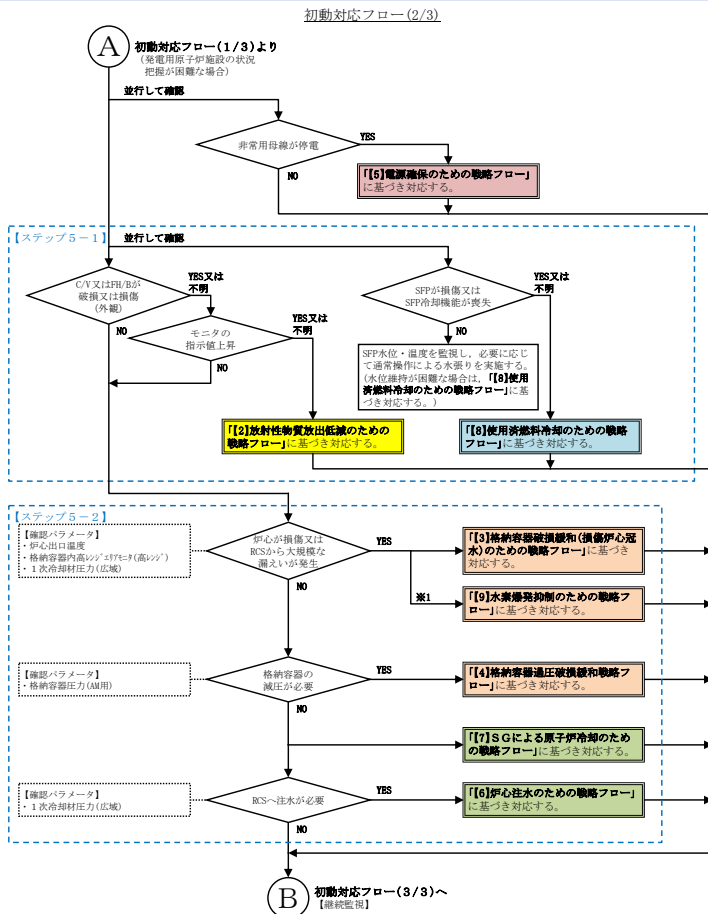 初動対応フロー(2/3)
A
初動対応フロー(1/3)より
(発電用原子炉施設の状況
把握が困難な場合)
並行して確認
非常用母線が停電
YES
NO
「【5】電源確保のための戦略フロー」
に基づき対応する。
【ステップ5－1】
並行して確認
C/V又はFH/Bが
破損又は損傷
(外観)
YES又は
不明
NO
モニタの
指示値上昇
YES又は
不明
NO
SFPが損傷又は
SFP冷却機能が喪失
YES又は
不明
NO
SFP水位・温度を監視し，必要に応じ
て通常操作による水張りを実施する。
(水位維持が困難な場合は，「【8】使用
済燃料冷却のための戦略フロー」に基
づき対応する。)
「【2】放射性物質放出低減のための
戦略フロー」に基づき対応する。
「【8】使用済燃料冷却のための戦略
フロー」に基づき対応する。
【ステップ5－2】
【確認パラメータ】
・炉心出口温度
・格納容器内高ﾚﾝｼﾞｴﾘｱﾓﾆﾀ(高ﾚﾝｼﾞ)
・１次冷却材圧力(広域)
炉心が損傷又は
RCSから大規模な
漏えいが発生
YES
NO
※1
「【3】格納容器破損緩和(損傷炉心冠
水)のための戦略フロー」に基づき
対応する。
「【9】水素爆発抑制のための戦略フ
ロー」に基づき対応する。
【確認パラメータ】
・格納容器圧力(AM用)
格納容器の
減圧が必要
YES
NO
「【4】格納容器過圧破損緩和戦略フ
ロー」に基づき対応する。
「【7】ＳＧによる原子炉冷却のため
の戦略フロー」に基づき対応する。
【確認パラメータ】
・１次冷却材圧力(広域)
RCSへ注水が必要
YES
NO
「【6】炉心注水のための戦略フロー」
に基づき対応する。
B
初動対応フロー(3/3)へ
【継続監視】